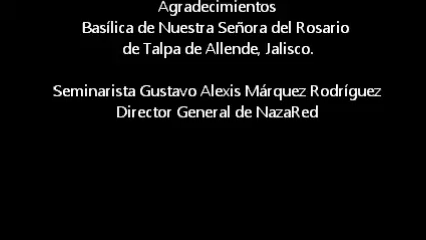 Agradecimientos
Basílica de Nuestra Señora del Rosario
de Talpa de Allende, Jalisco.
Seminarista Gustavo Alexis Márquez Rodríguez
Director General de NazaRed